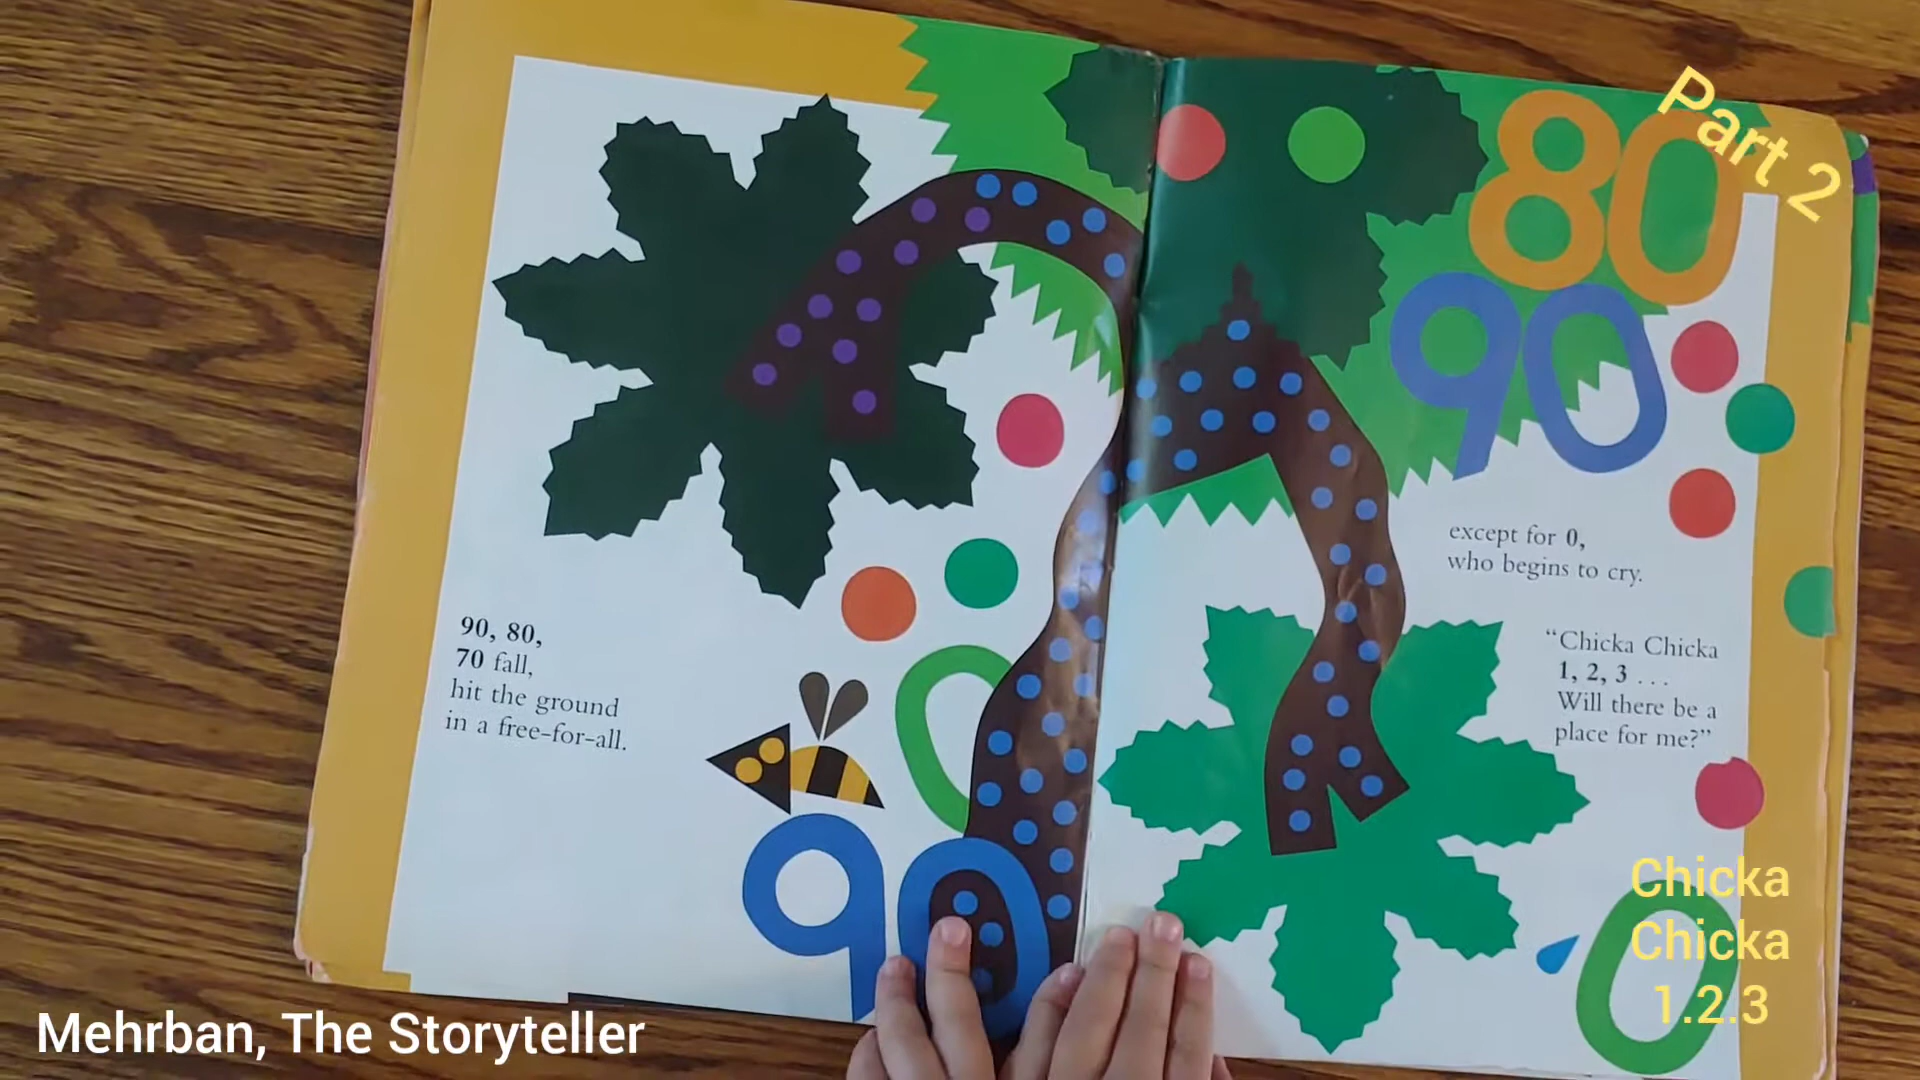 Part 2
80
90
except for 0,
who begins to cry.
"Chicka Chicka
1, 2, 3 . . .
Will there be a
place for me?"
90, 80,
70 fall,
hit the ground
in a free-for-all.
0
90
0
Chicka
Chicka
1.2.3
Mehrban, The Storyteller